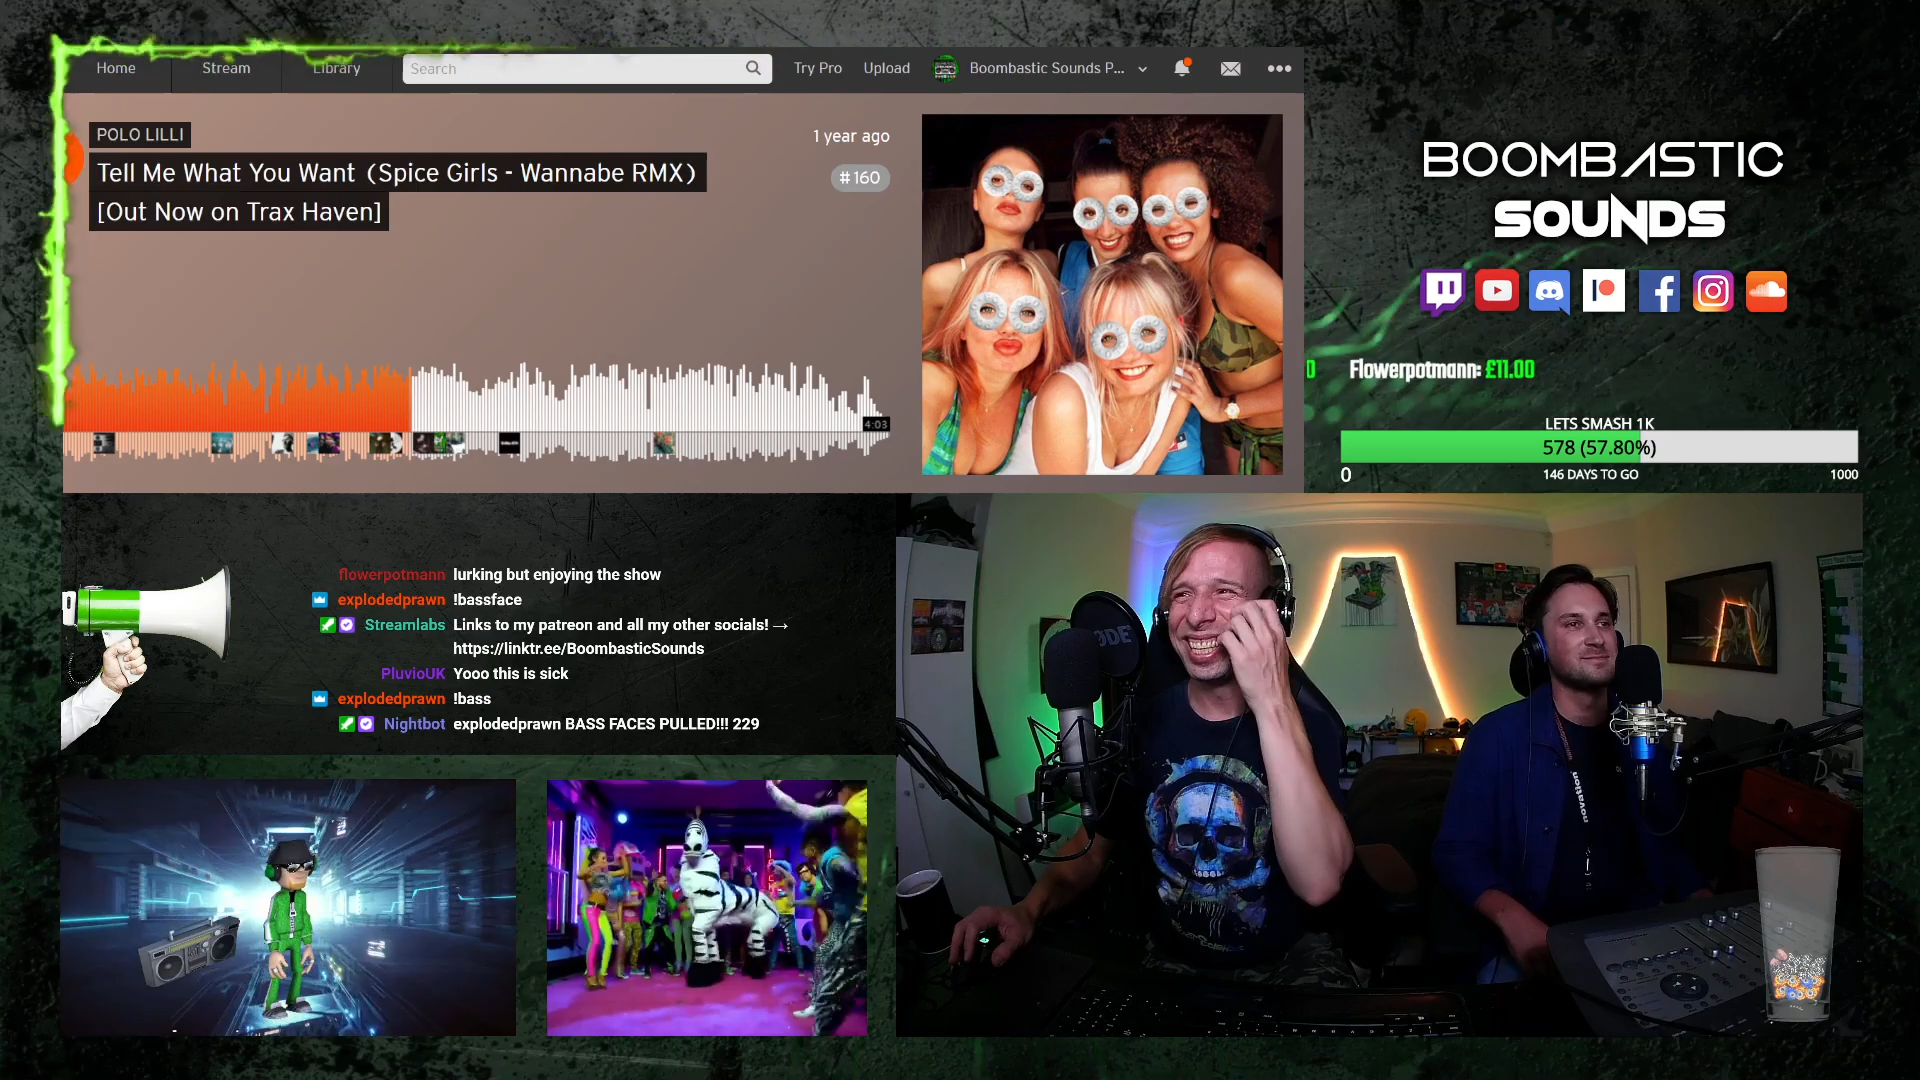 Home
Stream
Library
Search
Try Pro
Upload
Boombastic Sounds P...
POLO LILLI
Tell Me What You Want (Spice Girls - Wannabe RMX)
[Out Now on Trax Haven]
1 year ago
#160
4:03
BOOMBASTIC
SOUNDS
Flowerpotmann: £11.00
LETS SMASH 1K
578 (57.80%)
0
146 DAYS TO GO
1000
flowerpotmann lurking but enjoying the show
explodedprawn !bassface
Streamlabs Links to my patreon and all my other socials! →
https://linktr.ee/BoombasticSounds
PluvioUK Yooo this is sick
explodedprawn !bass
Nightbot explodedprawn BASS FACES PULLED!!! 229
novation